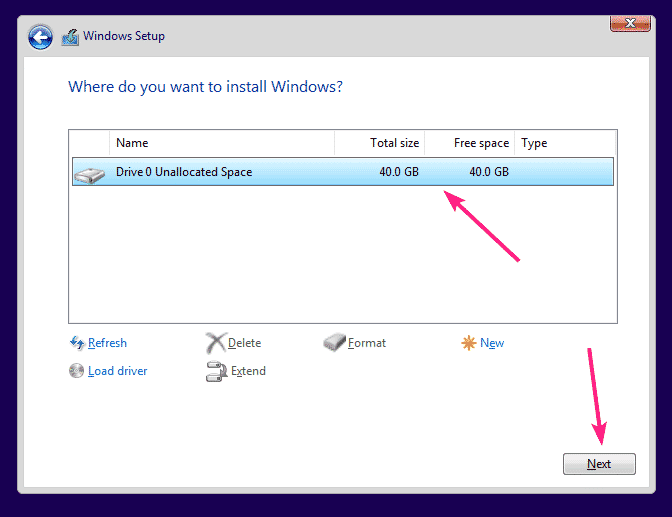 Windows Setup
Where do you want to install Windows?
Name Total size Free space Type
Drive 0 Unallocated Space 40.0 GB 40.0 GB
Refresh Delete Format New
Load driver Extend
Next